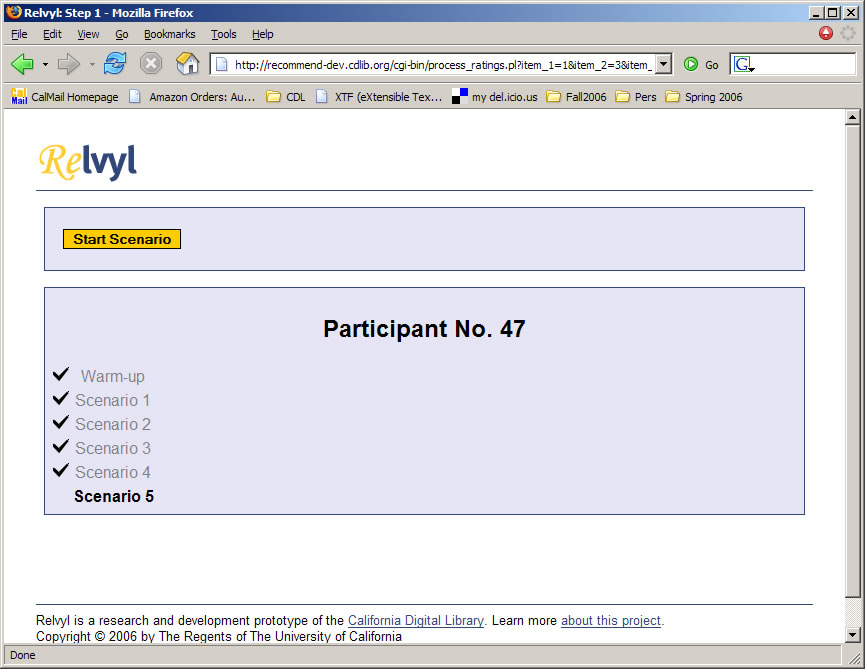 Relvyl: Step 1 - Mozilla Firefox
File Edit View Go Bookmarks Tools Help
http://recommend-dev.cdlib.org/cgi-bin/process_ratings.pl?item_1=1&item_2=3&item_ Go G
Mail CalMail Homepage Amazon Orders: Au... CDL XTF (eXtensible Tex... my del.icio.us Fall2006 Pers Spring 2006
Relvyl
Start Scenario
Participant No. 47
Warm-up
Scenario 1
Scenario 2
Scenario 3
Scenario 4
Scenario 5
Relvyl is a research and development prototype of the California Digital Library. Learn more about this project.
Copyright © 2006 by The Regents of The University of California
Done